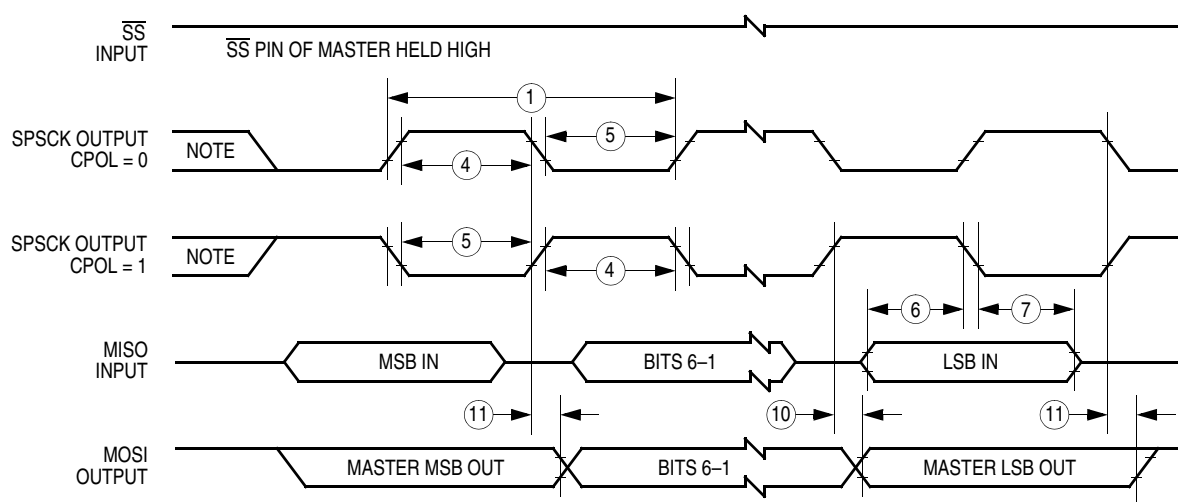 SS
INPUT
SS PIN OF MASTER HELD HIGH
1
SPSCK OUTPUT
CPOL = 0
NOTE
5
4
SPSCK OUTPUT
CPOL = 1
NOTE
5
4
6
7
MISO
INPUT
MSB IN
BITS 6–1
LSB IN
11
10
11
MOSI
OUTPUT
MASTER MSB OUT
BITS 6–1
MASTER LSB OUT